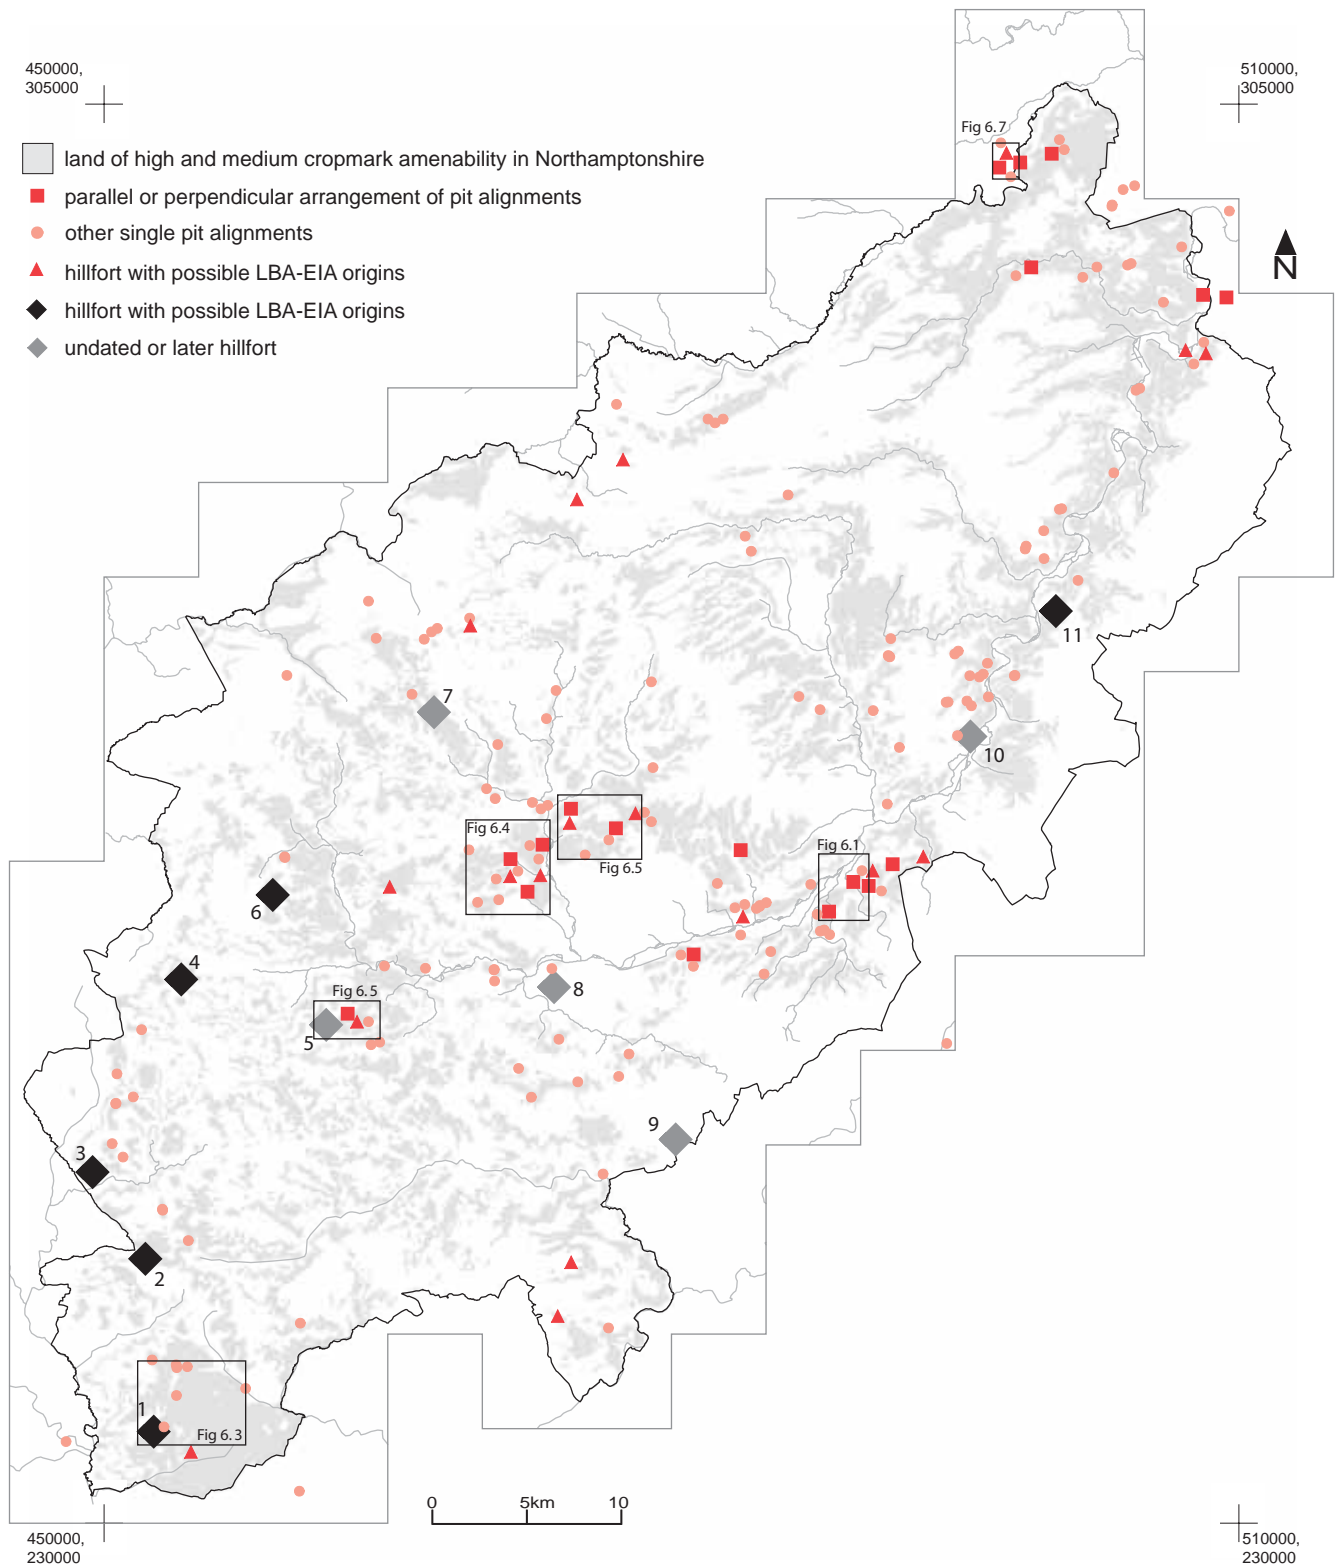 450000,
305000
510000,
305000
land of high and medium cropmark amenability in Northamptonshire
parallel or perpendicular arrangement of pit alignments
other single pit alignments
hillfort with possible LBA-EIA origins
hillfort with possible LBA-EIA origins
undated or later hillfort
Fig 6.7
N
11
7
10
Fig 6.4
Fig 6.5
Fig 6.1
6
4
8
Fig 6.5
5
9
3
2
1
Fig 6.3
0
5km
10
450000,
230000
510000,
230000